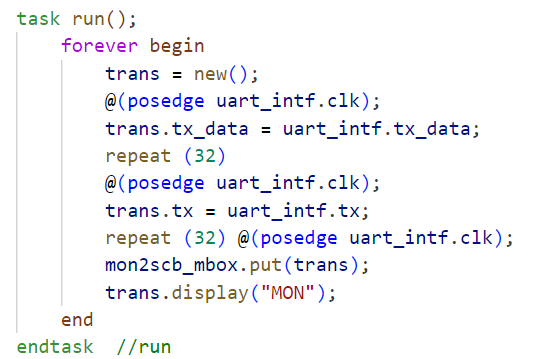 task run();
    forever begin
        trans = new();
        @(posedge uart_intf.clk);
        trans.tx_data = uart_intf.tx_data;
        repeat (32)
        @(posedge uart_intf.clk);
        trans.tx = uart_intf.tx;
        repeat (32) @(posedge uart_intf.clk);
        mon2scb_mbox.put(trans);
        trans.display("MON");
    end
endtask  //run